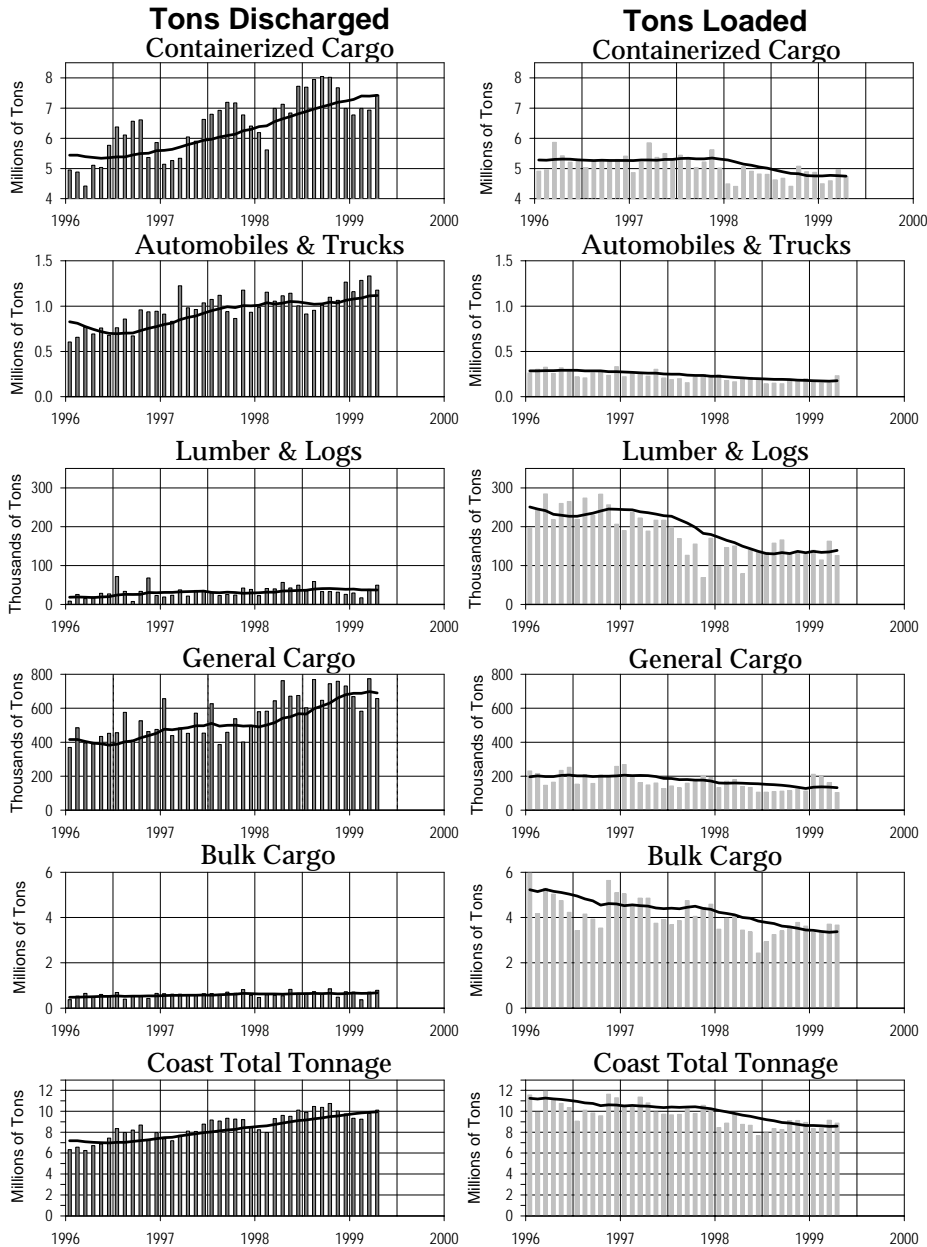 Tons Discharged
Containerized Cargo
Millions of Tons
8
7
6
5
4
1996 1997 1998 1999 2000
Automobiles & Trucks
Millions of Tons
1.5
1.0
0.5
0.0
1996 1997 1998 1999 2000
Lumber & Logs
Thousands of Tons
300
200
100
0
1996 1997 1998 1999 2000
General Cargo
Thousands of Tons
800
600
400
200
0
1996 1997 1998 1999 2000
Bulk Cargo
Millions of Tons
6
4
2
0
1996 1997 1998 1999 2000
Coast Total Tonnage
Millions of Tons
12
10
8
6
4
2
0
1996 1997 1998 1999 2000
Tons Loaded
Containerized Cargo
Millions of Tons
8
7
6
5
4
1996 1997 1998 1999 2000
Automobiles & Trucks
Millions of Tons
1.5
1.0
0.5
0.0
1996 1997 1998 1999 2000
Lumber & Logs
Thousands of Tons
300
200
100
0
1996 1997 1998 1999 2000
General Cargo
Thousands of Tons
800
600
400
200
0
1996 1997 1998 1999 2000
Bulk Cargo
Millions of Tons
6
4
2
0
1996 1997 1998 1999 2000
Coast Total Tonnage
Millions of Tons
12
10
8
6
4
2
0
1996 1997 1998 1999 2000